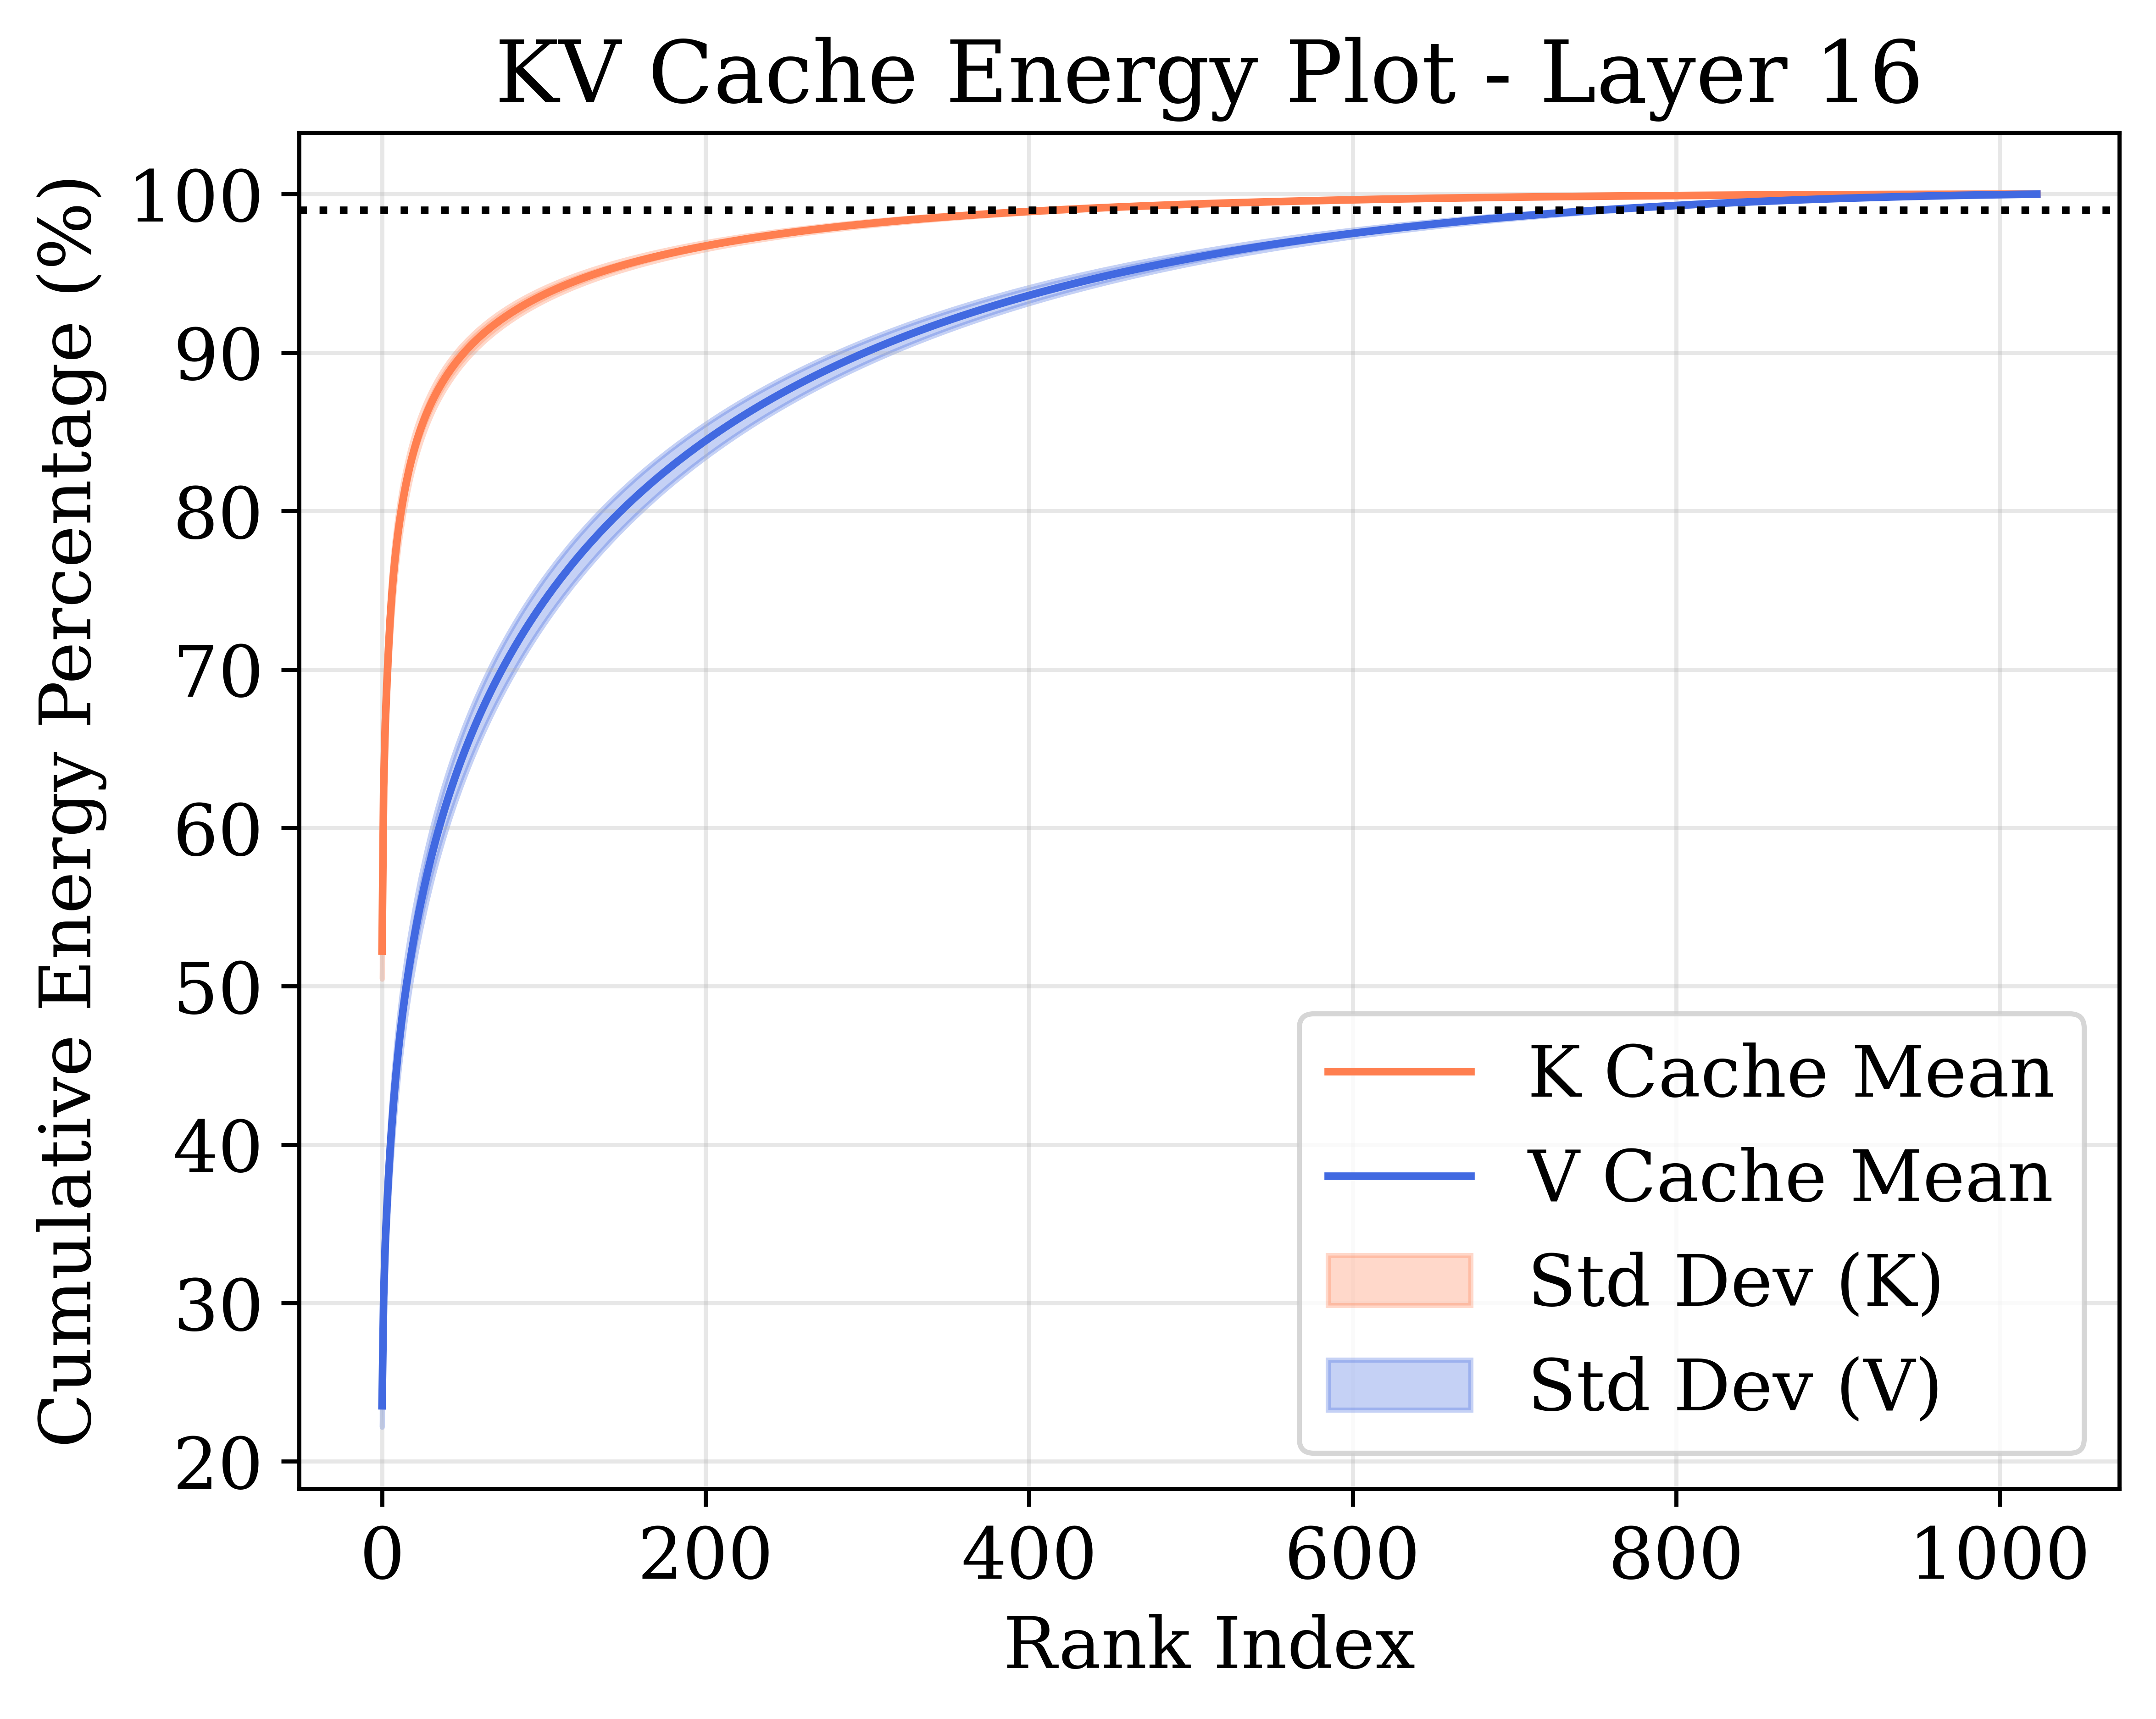 KV Cache Energy Plot - Layer 16
Cumulative Energy Percentage (%)
100
90
80
70
60
50
40
30
20
K Cache Mean
V Cache Mean
Std Dev (K)
Std Dev (V)
0 200 400 600 800 1000
Rank Index